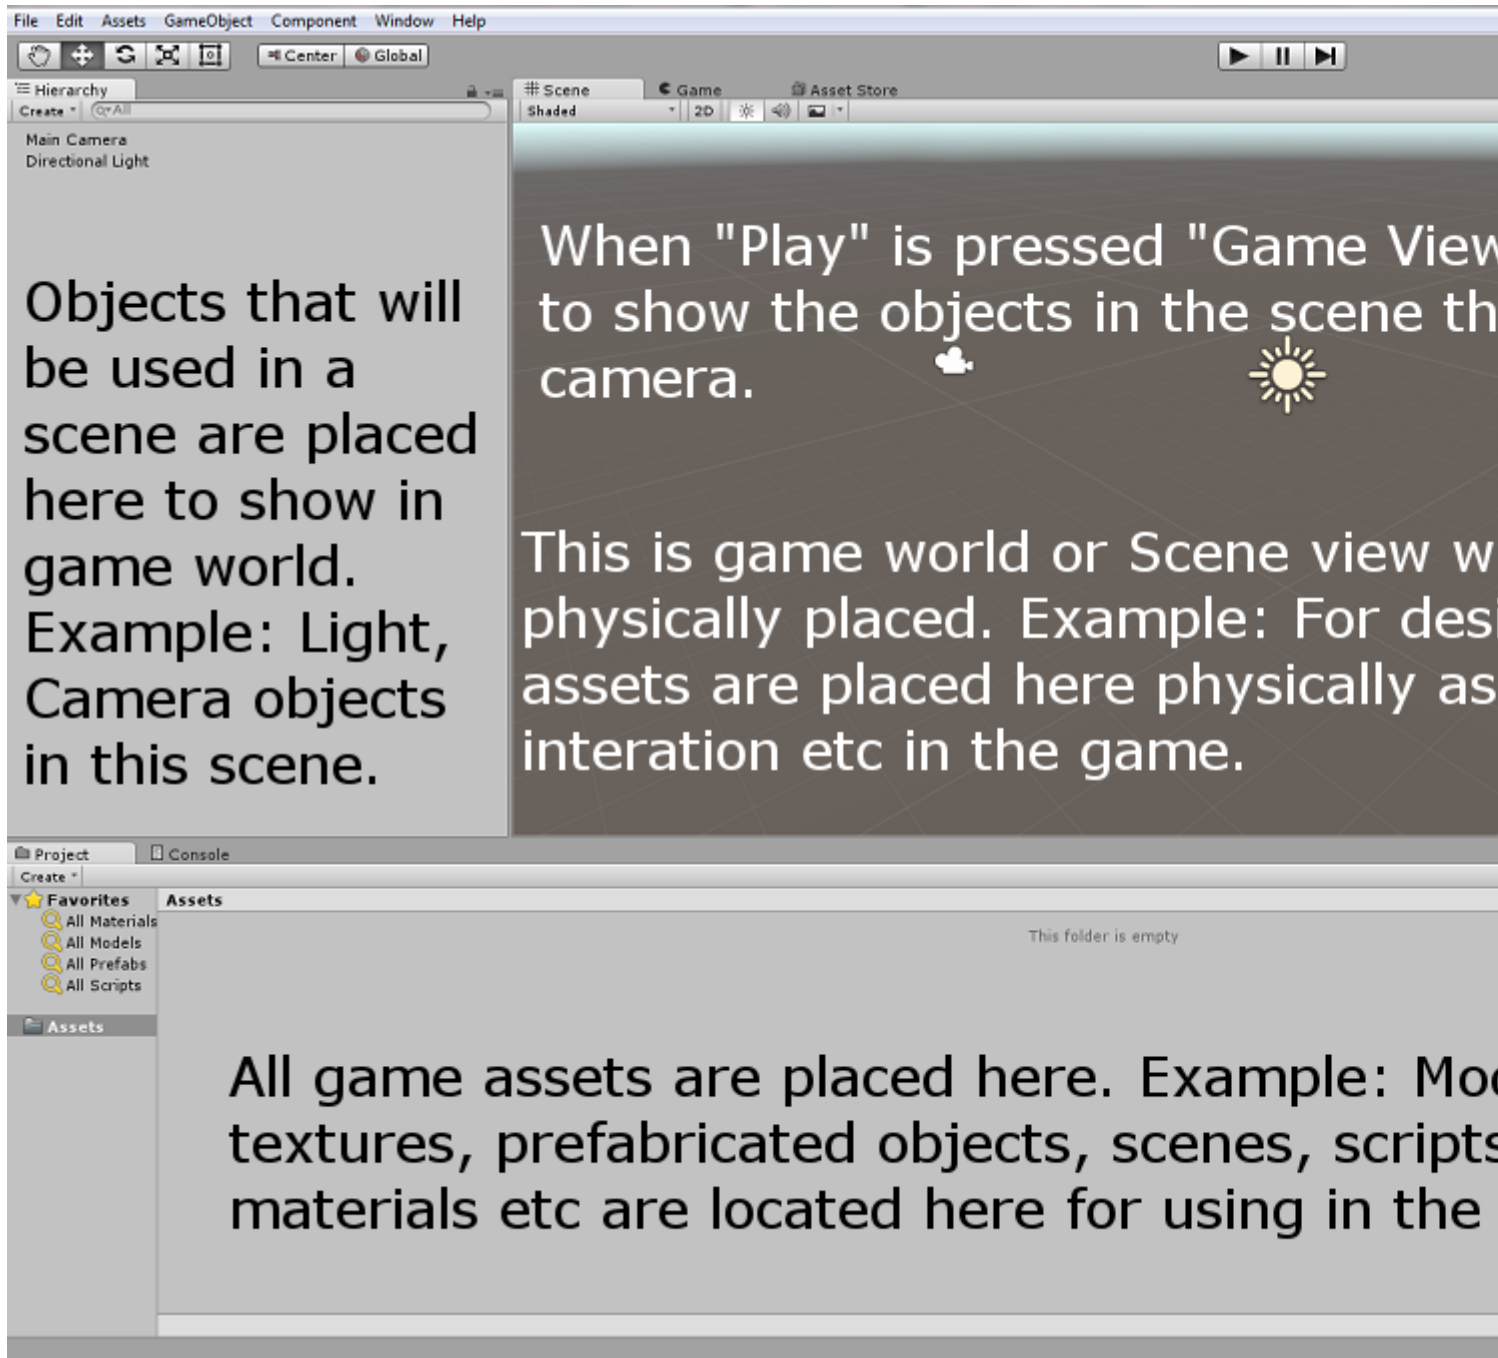 File Edit Assets GameObject Component Window Help
Center Global
Hierarchy
Create All
Main Camera
Directional Light
Objects that will
be used in a
scene are placed
here to show in
game world.
Example: Light,
Camera objects
in this scene.
Scene Game Asset Store
Shaded 2D
When "Play" is pressed "Game View
to show the objects in the scene th
camera.
This is game world or Scene view w
physically placed. Example: For desi
assets are placed here physically as
interation etc in the game.
Project Console
Create
Favorites
All Materials
All Models
All Prefabs
All Scripts
Assets
Assets
This folder is empty
All game assets are placed here. Example: Mod
textures, prefabricated objects, scenes, scripts
materials etc are located here for using in the